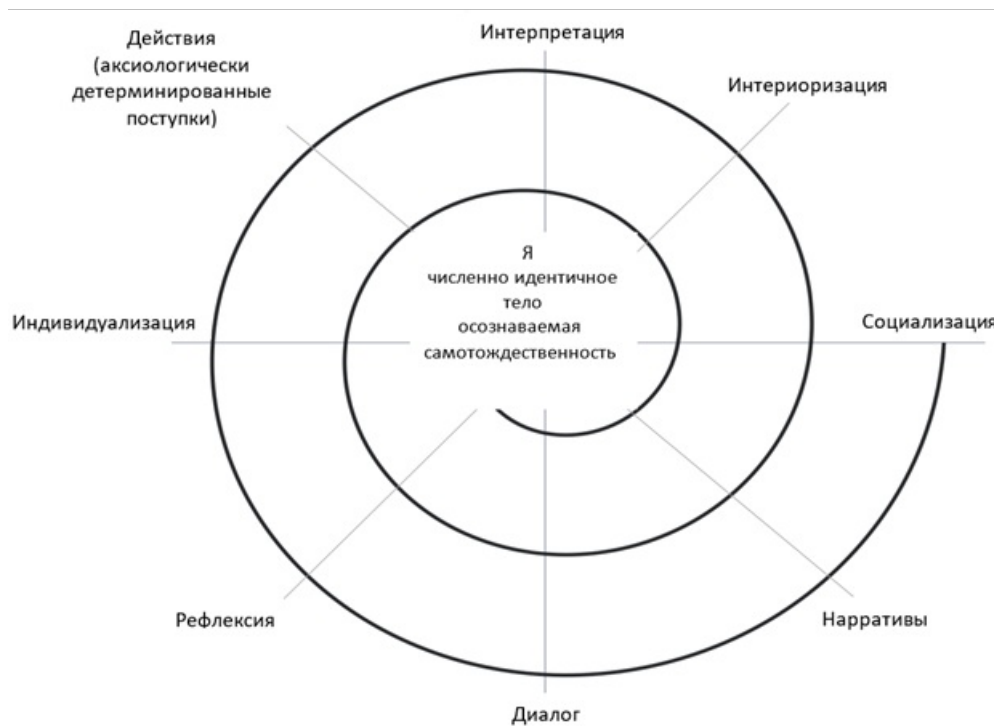 Действия
(аксиологически
детерминированные
поступки)
Интерпретация
Интериоризация
Я
численно идентичное
тело
осознаваемая
самотождественность
Индивидуализация
Социализация
Рефлексия
Нарративы
Диалог